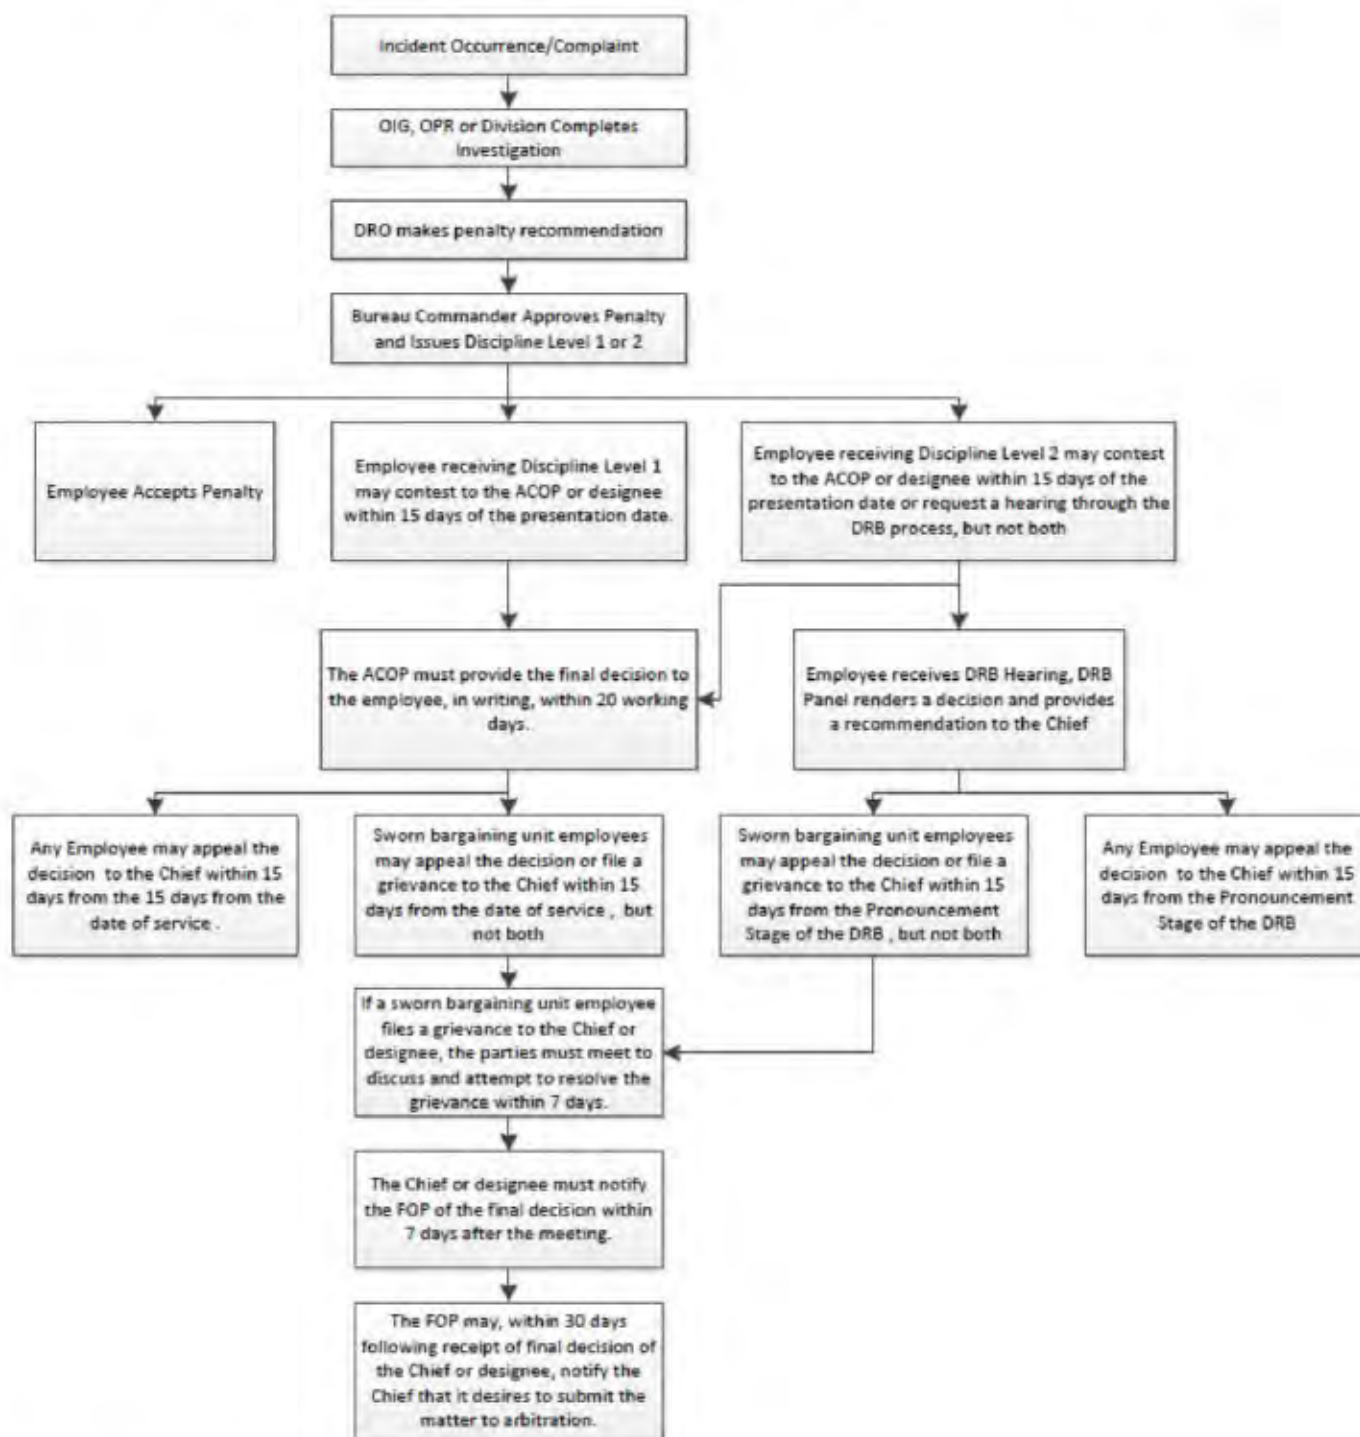 Incident Occurrence/Complaint
OIG, OPR or Division Completes
Investigation
DRO makes penalty recommendation
Bureau Commander Approves Penalty
and Issues Discipline Level 1 or 2
Employee Accepts Penalty
Employee receiving Discipline Level 1
may contest to the ACOP or designee
within 15 days of the presentation date.
Employee receiving Discipline Level 2 may contest
to the ACOP or designee within 15 days of the
presentation date or request a hearing through the
DRB process, but not both
The ACOP must provide the final decision to
the employee, in writing, within 20 working
days.
Employee receives DRB Hearing, DRB
Panel renders a decision and provides
a recommendation to the Chief
Any Employee may appeal the
decision to the Chief within 15
days from the 15 days from the
date of service .
Sworn bargaining unit employees
may appeal the decision or file a
grievance to the Chief within 15
days from the date of service , but
not both
Sworn bargaining unit employees
may appeal the decision or file a
grievance to the Chief within 15
days from the Pronouncement
Stage of the DRB , but not both
Any Employee may appeal the
decision to the Chief within 15
days from the Pronouncement
Stage of the DRB
If a sworn bargaining unit employee
files a grievance to the Chief or
designee, the parties must meet to
discuss and attempt to resolve the
grievance within 7 days.
The Chief or designee must notify
the FOP of the final decision within
7 days after the meeting.
The FOP may, within 30 days
following receipt of final decision of
the Chief or designee, notify the
Chief that it desires to submit the
matter to arbitration.